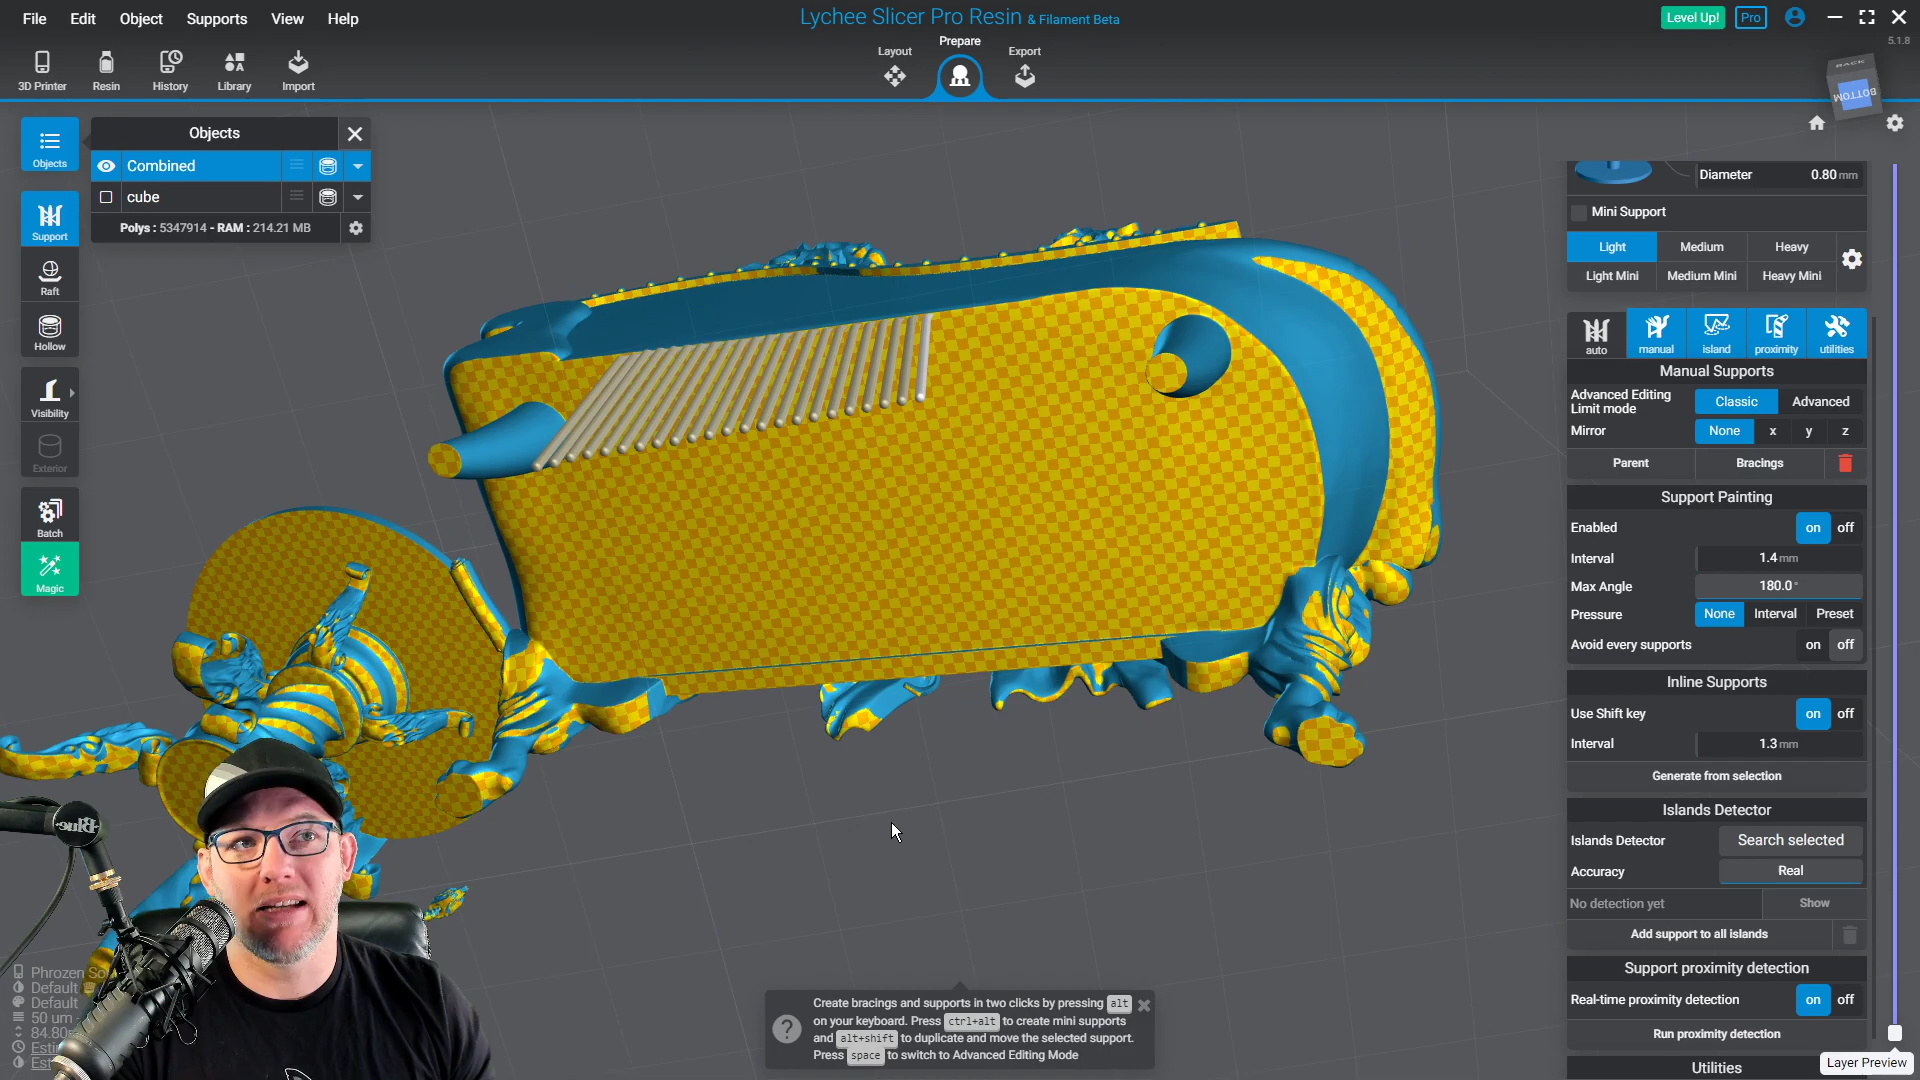 File Edit Object Supports View Help
Lychee Slicer Pro Resin & Filament Beta
Level Up! Pro
5.1.8
3D Printer Resin History Library Import
Layout Prepare Export
BACK
BOTTOM
Objects
Combined
cube
Polys : 5347914 - RAM : 214.21 MB
Objects
Support
Raft
Hollow
Visibility
Exterior
Batch
Magic
Diameter 0.80 mm
Mini Support
Light Medium Heavy
Light Mini Medium Mini Heavy Mini
auto manual island proximity utilities
Manual Supports
Advanced Editing
Limit mode Classic Advanced
Mirror None x y z
Parent Bracings
Support Painting
Enabled on off
Interval 1.4 mm
Max Angle 180.0 °
Pressure None Interval Preset
Avoid every supports on off
Inline Supports
Use Shift key on off
Interval 1.3 mm
Generate from selection
Islands Detector
Islands Detector Search selected
Accuracy Real
No detection yet Show
Add support to all islands
Support proximity detection
Real-time proximity detection on off
Run proximity detection
Utilities
Layer Preview
Create bracings and supports in two clicks by pressing alt
on your keyboard. Press ctrl+alt to create mini supports
and alt+shift to duplicate and move the selected support.
Press space to switch to Advanced Editing Mode
Blue
Phrozen So
Default
Default
50 um
84.80
Esti
Est